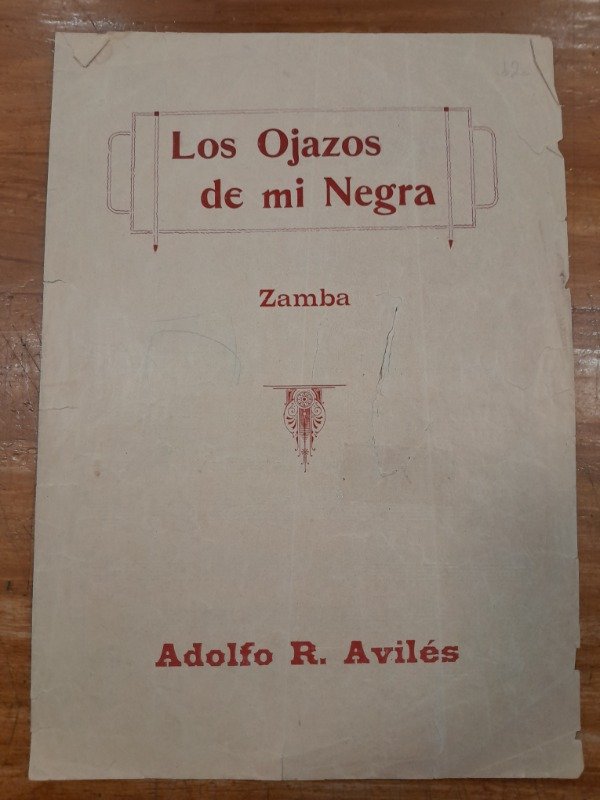 Los Ojazos
de mi Negra
Zamba
Adolfo R. Avilés